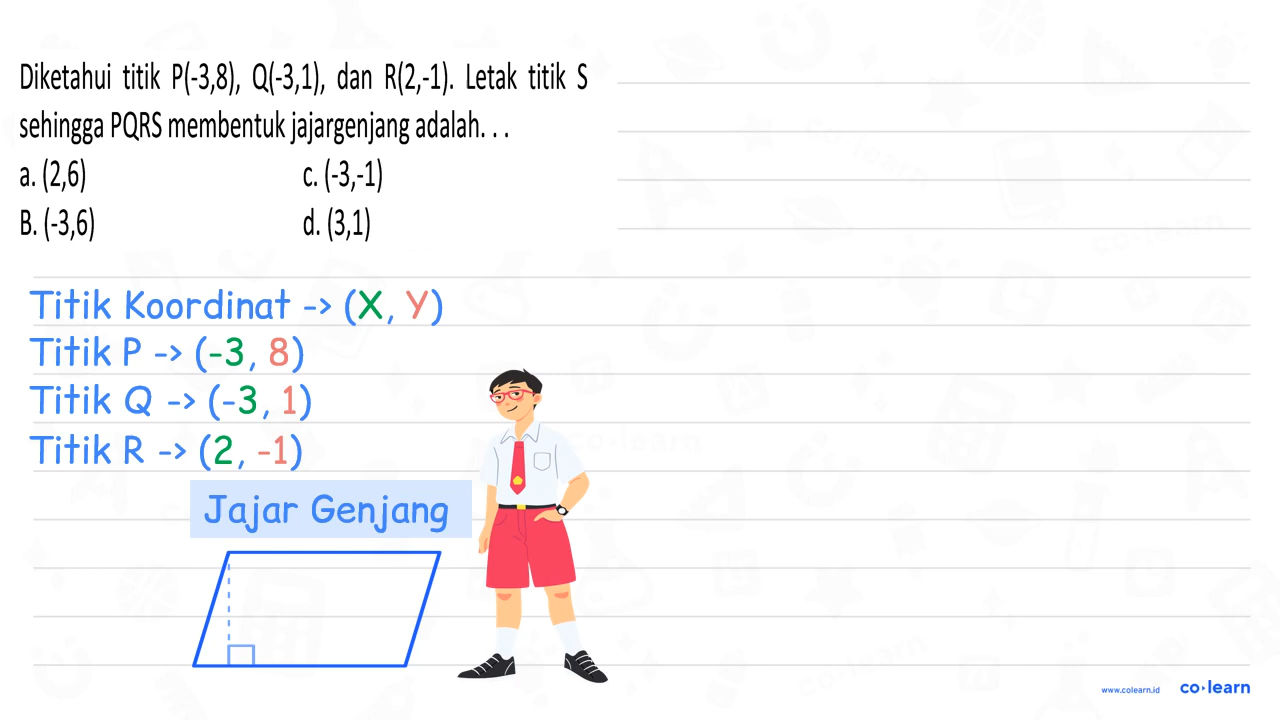 Diketahui titik P(-3,8), Q(-3,1), dan R(2,-1). Letak titik S
sehingga PQRS membentuk jajargenjang adalah. . .
a. (2,6) c. (-3,-1)
B. (-3,6) d. (3,1)
Titik Koordinat -> (X, Y)
Titik P -> (-3, 8)
Titik Q -> (-3, 1)
Titik R -> (2, -1)
Jajar Genjang
www.colearn.id co·learn